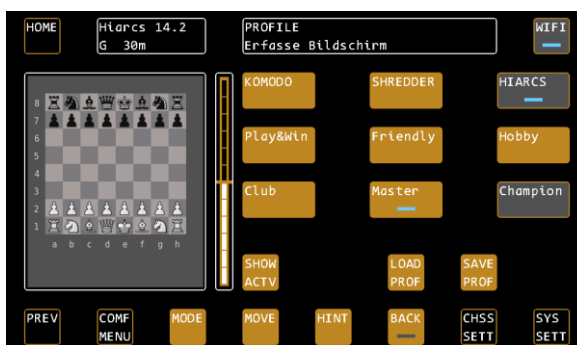 HOME
Hiarcs 14.2
G 30m
PROFILE
Erfasse Bildschirm
WIFI
KOMODO
SHREDDER
HIARCS
Play&Win
Friendly
Hobby
Club
Master
Champion
8
7
6
5
4
3
2
1
a b c d e f g h
SHOW
ACTV
LOAD
PROF
SAVE
PROF
PREV
COMF
MENU
MODE
MOVE
HINT
BACK
CHSS
SETT
SYS
SETT